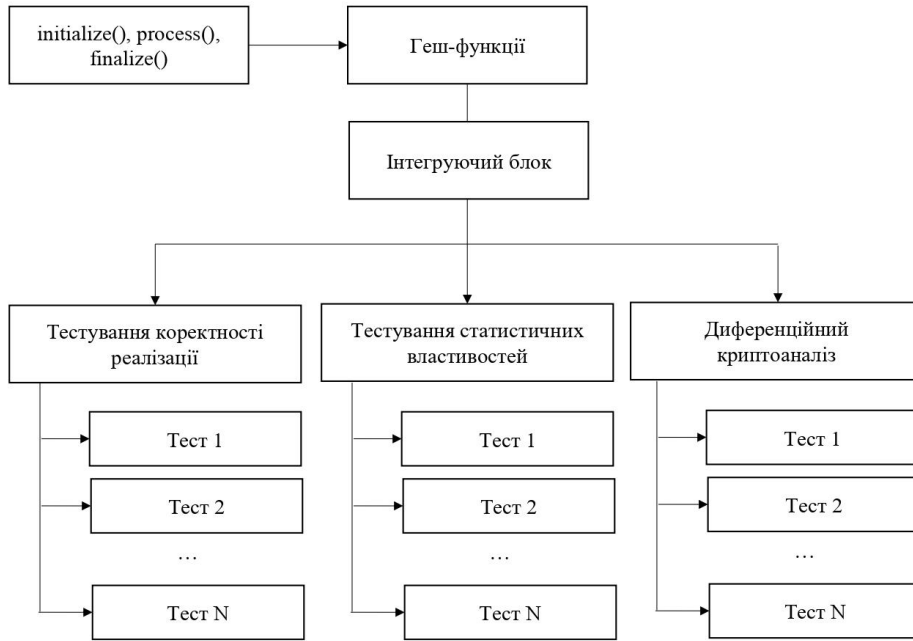 initialize(), process(),
finalize()
Геш-функції
Інтегруючий блок
Тестування коректності
реалізації
Тест 1
Тест 2
…
Тест N
Тестування статистичних
властивостей
Тест 1
Тест 2
…
Тест N
Диференційний
криптоаналіз
Тест 1
Тест 2
…
Тест N